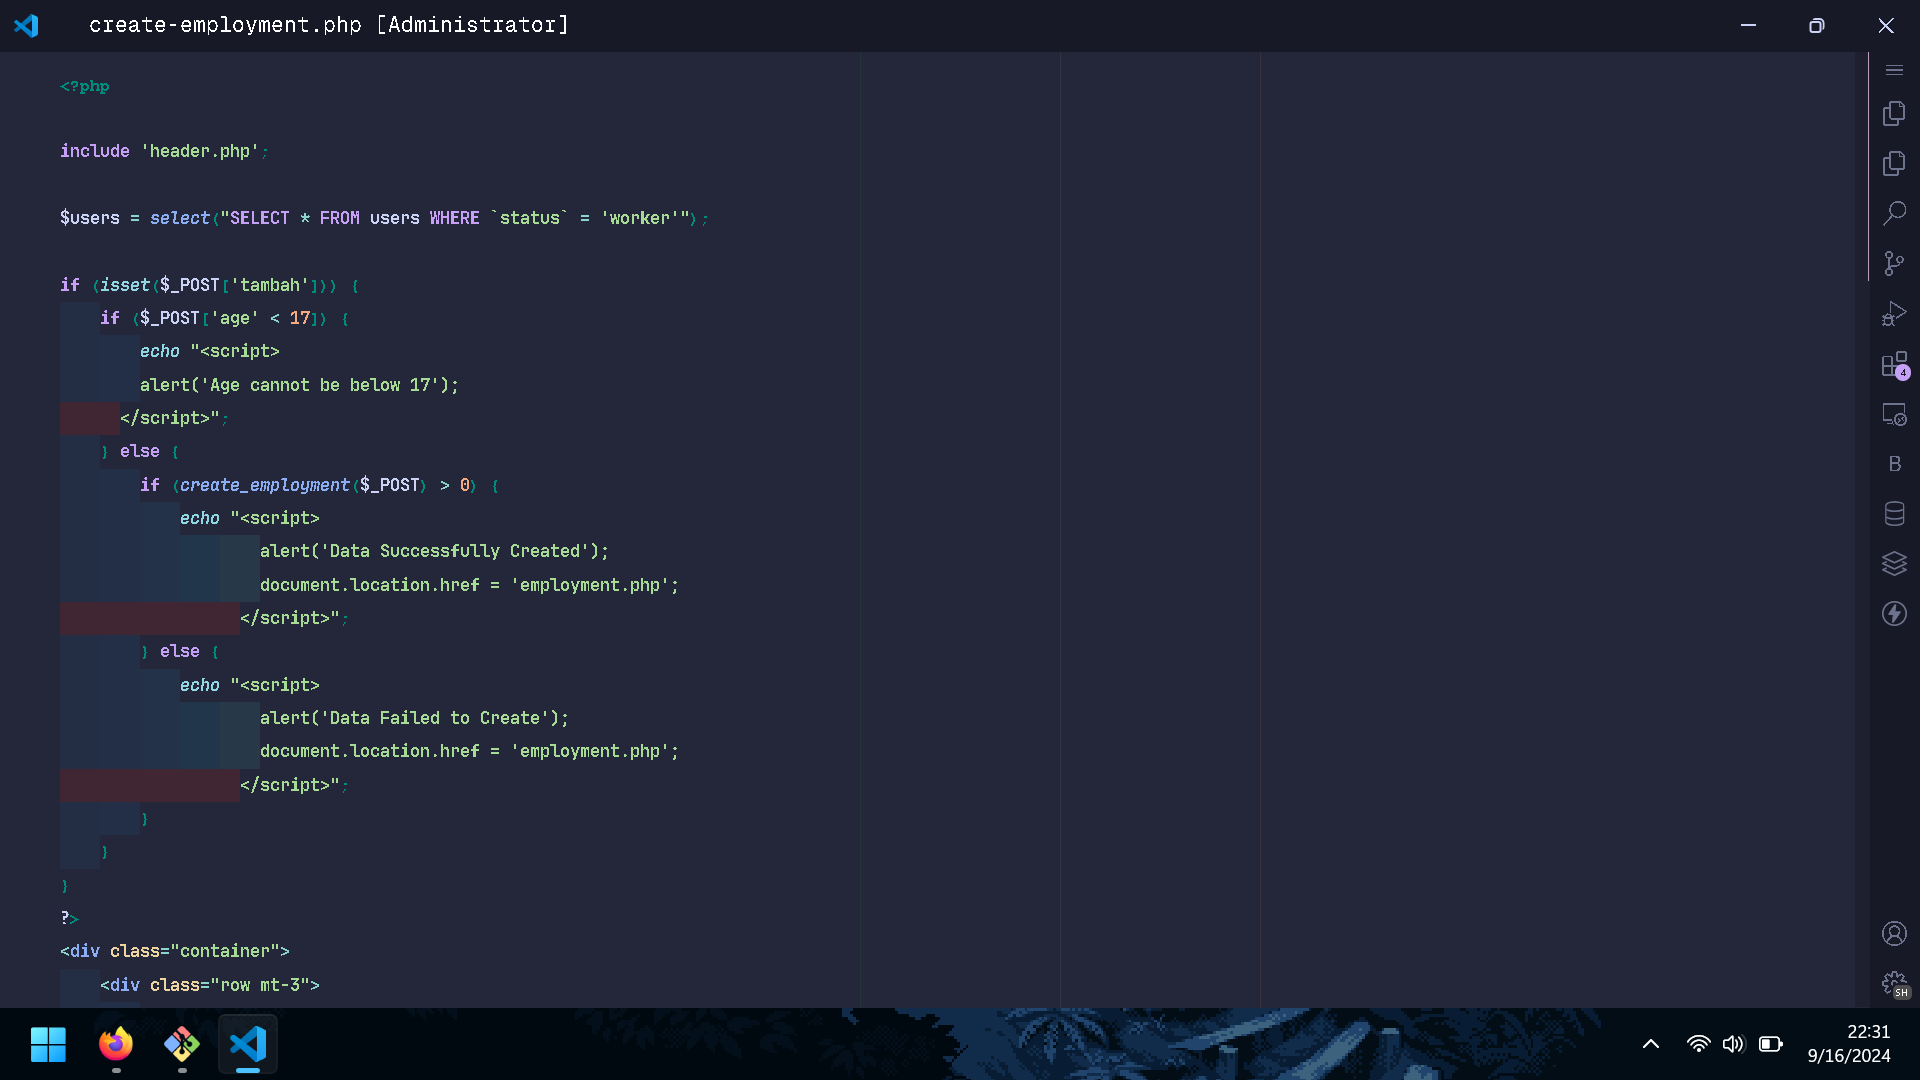 create-employment.php [Administrator]
<?php
include 'header.php';
$users = select("SELECT * FROM users WHERE `status` = 'worker'");
if (isset($_POST['tambah'])) {
    if ($_POST['age' < 17]) {
        echo "<script>
        alert('Age cannot be below 17');
      </script>";
    } else {
        if (create_employment($_POST) > 0) {
            echo "<script>
                    alert('Data Successfully Created');
                    document.location.href = 'employment.php';
                  </script>";
        } else {
            echo "<script>
                    alert('Data Failed to Create');
                    document.location.href = 'employment.php';
                  </script>";
        }
    }
}
?>
<div class="container">
    <div class="row mt-3">
4
B
SH
22:31
9/16/2024